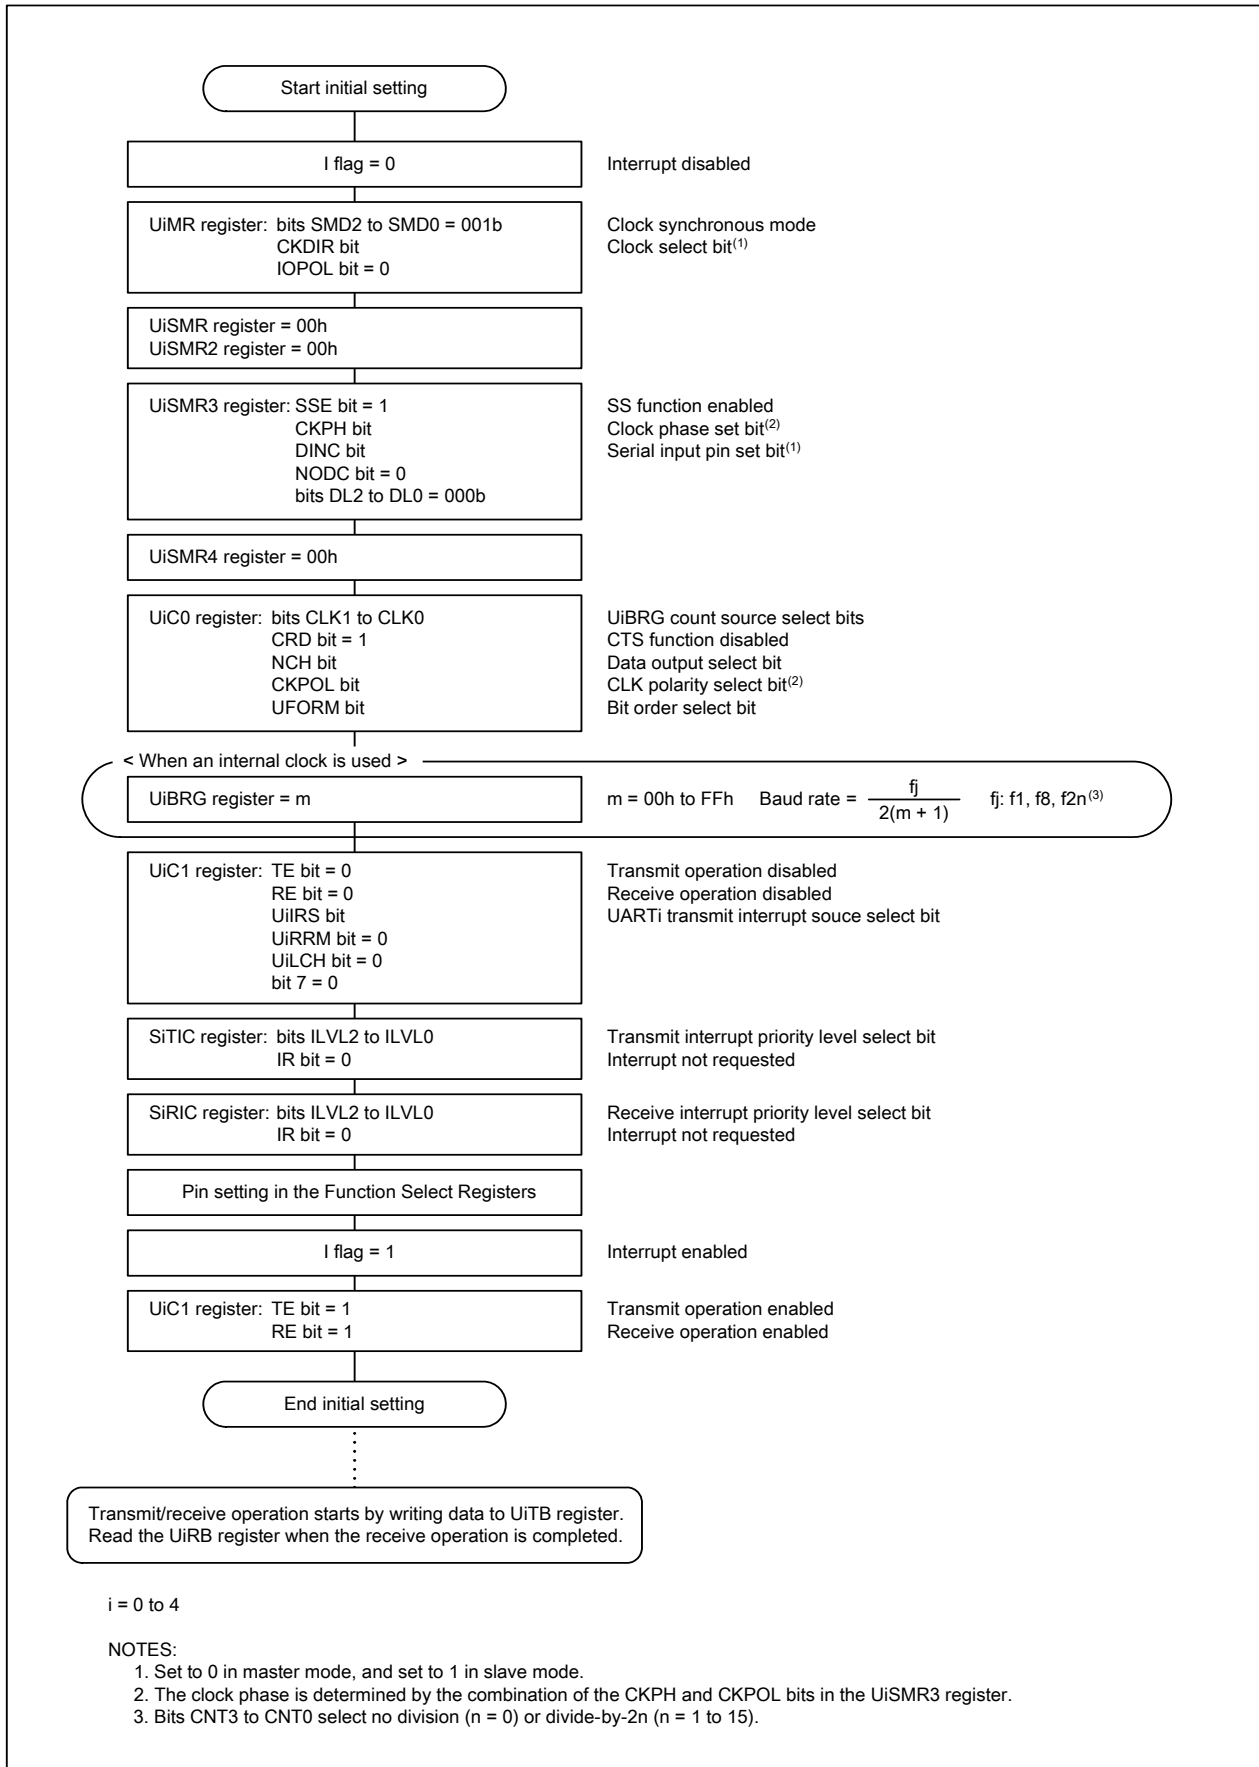 Start initial setting
I flag = 0 Interrupt disabled
UiMR register: bits SMD2 to SMD0 = 001b Clock synchronous mode
CKDIR bit Clock select bit(1)
IOPOL bit = 0
UiSMR register = 00h
UiSMR2 register = 00h
UiSMR3 register: SSE bit = 1 SS function enabled
CKPH bit Clock phase set bit(2)
DINC bit Serial input pin set bit(1)
NODC bit = 0
bits DL2 to DL0 = 000b
UiSMR4 register = 00h
UiC0 register: bits CLK1 to CLK0 UiBRG count source select bits
CRD bit = 1 CTS function disabled
NCH bit Data output select bit
CKPOL bit CLK polarity select bit(2)
UFORM bit Bit order select bit
< When an internal clock is used >
UiBRG register = m m = 00h to FFh Baud rate = fj / 2(m + 1) fj: f1, f8, f2n(3)
UiC1 register: TE bit = 0 Transmit operation disabled
RE bit = 0 Receive operation disabled
UiIRS bit UARTi transmit interrupt souce select bit
UiRRM bit = 0
UiLCH bit = 0
bit 7 = 0
SiTIC register: bits ILVL2 to ILVL0 Transmit interrupt priority level select bit
IR bit = 0 Interrupt not requested
SiRIC register: bits ILVL2 to ILVL0 Receive interrupt priority level select bit
IR bit = 0 Interrupt not requested
Pin setting in the Function Select Registers
I flag = 1 Interrupt enabled
UiC1 register: TE bit = 1 Transmit operation enabled
RE bit = 1 Receive operation enabled
End initial setting
Transmit/receive operation starts by writing data to UiTB register.
Read the UiRB register when the receive operation is completed.
i = 0 to 4
NOTES:
1. Set to 0 in master mode, and set to 1 in slave mode.
2. The clock phase is determined by the combination of the CKPH and CKPOL bits in the UiSMR3 register.
3. Bits CNT3 to CNT0 select no division (n = 0) or divide-by-2n (n = 1 to 15).